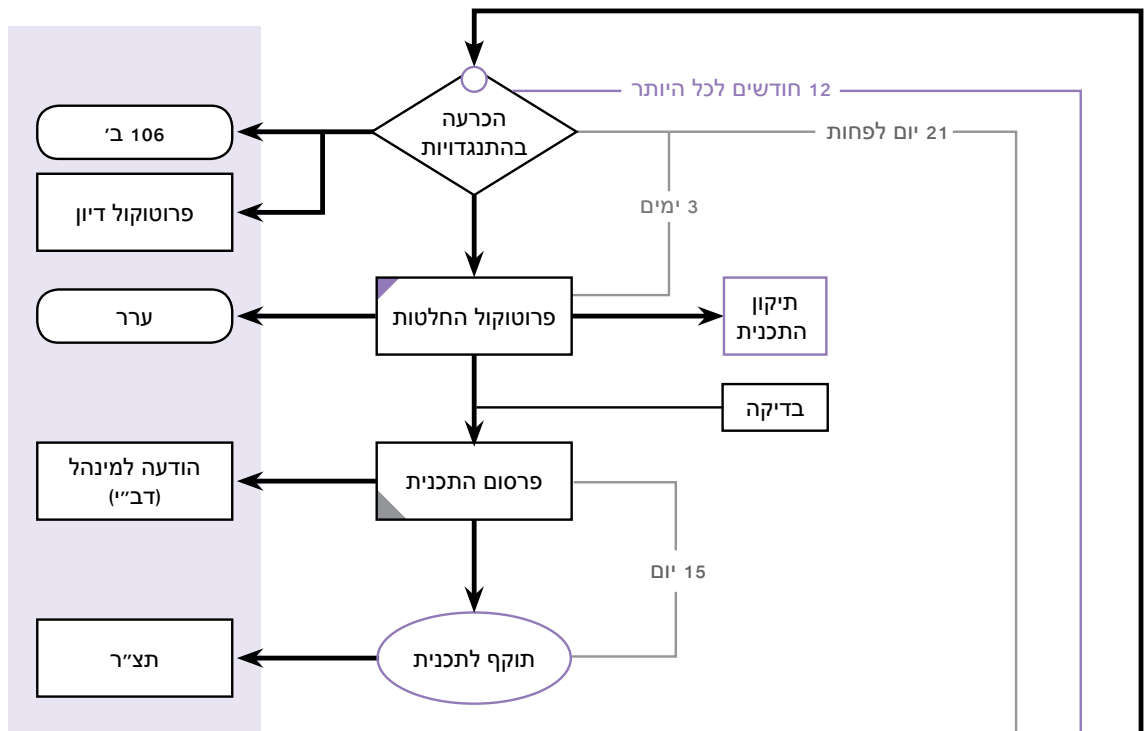 12 חודשים לכל היותר
הכרעה
בהתנגדויות
21 יום לפחות
106 ב׳
פרוטוקול דיון
3 ימים
תיקון
התכנית
פרוטוקול החלטות
ערר
בדיקה
פרסום התכנית
הודעה למינהל
(דב״י)
15 יום
תוקף לתכנית
תצ״ר